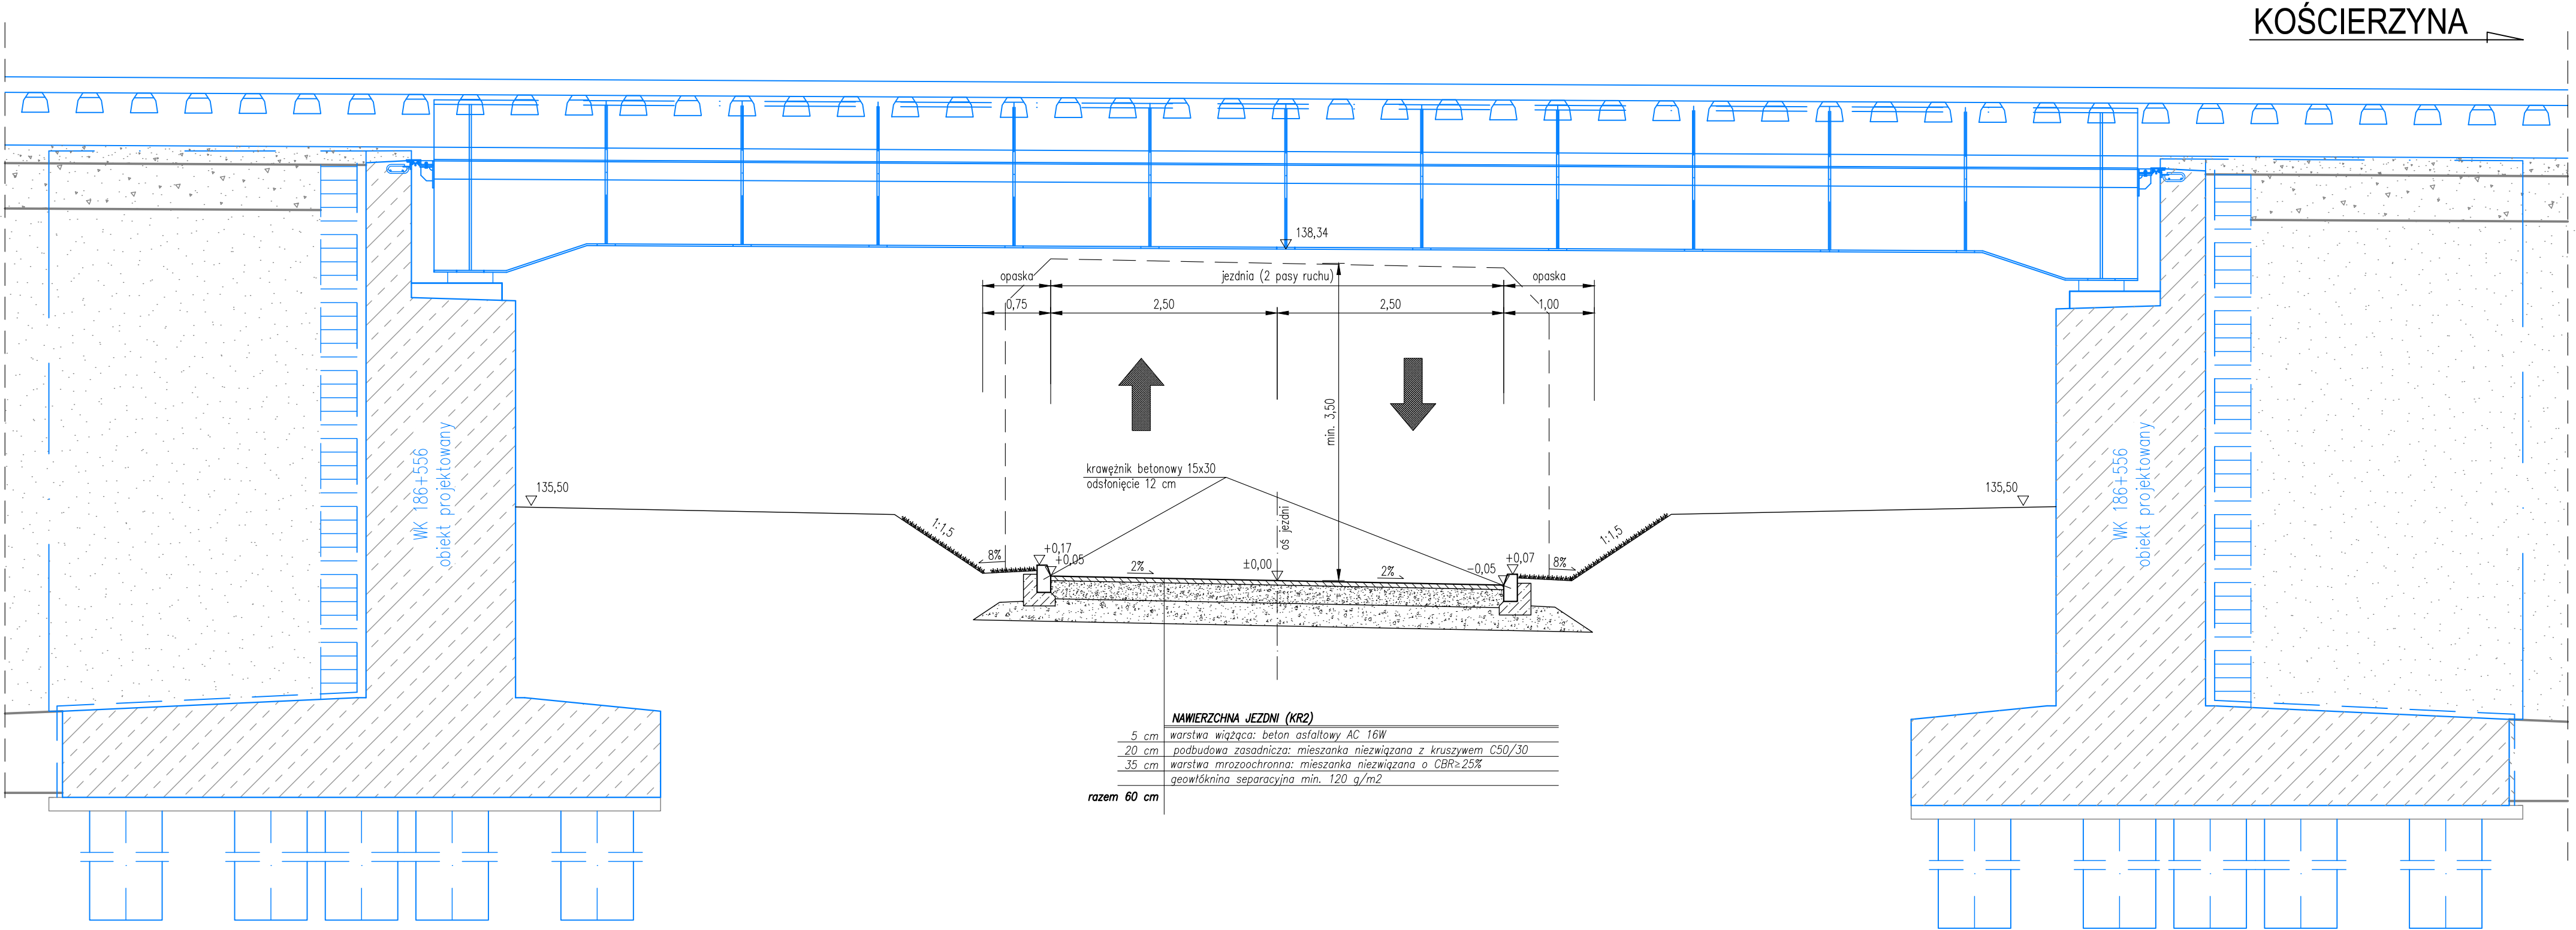 KOŚCIERZYNA
138,34
opaska
jezdnia (2 pasy ruchu)
opaska
0,75
2,50
2,50
1,00
min. 3,50
krawężnik betonowy 15x30
odsłonięcie 12 cm
oś jezdni
WK 186+556
obiekt projektowany
135,50
135,50
WK 186+556
obiekt projektowany
1:1,5
8%
+0,17
+0,05
2%
±0,00
2%
-0,05
+0,07
8%
1:1,5
NAWIERZCHNA JEZDNI (KR2)
5 cm warstwa wiążąca: beton asfaltowy AC 16W
20 cm podbudowa zasadnicza: mieszanka niezwiązana z kruszywem C50/30
35 cm warstwa mrozoochronna: mieszanka niezwiązana o CBR≥25%
geowłóknina separacyjna min. 120 g/m2
razem 60 cm